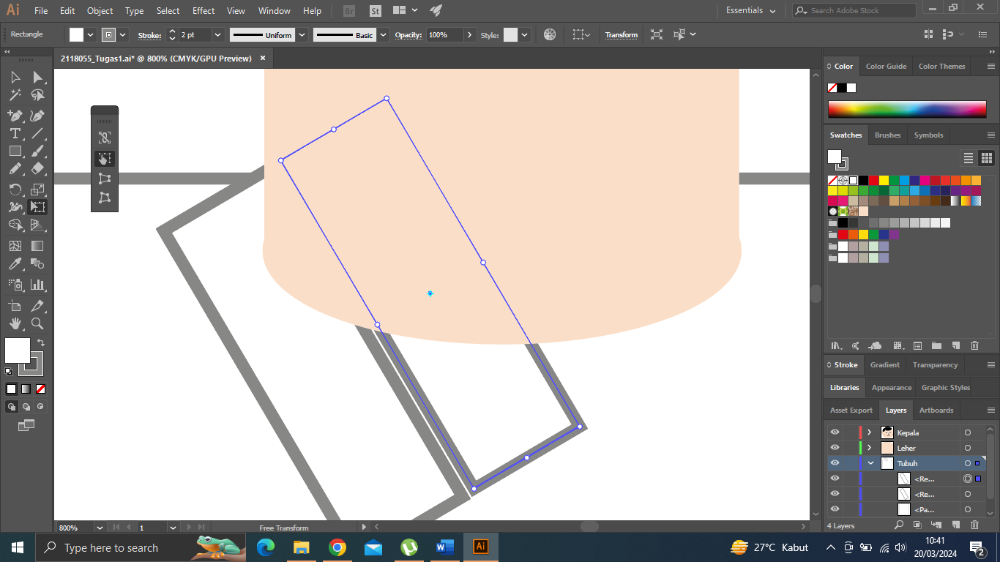 Ai File Edit Object Type Select Effect View Window Help Br St Essentials Search Adobe Stock
Rectangle Stroke: 2 pt Uniform Basic Opacity: 100% Style: Transform
2118055_Tugas1.ai* @ 800% (CMYK/GPU Preview) ×
Color Color Guide Color Themes
Swatches Brushes Symbols
Stroke Gradient Transparency
Libraries Appearance Graphic Styles
Asset Export Layers Artboards
Kepala
Leher
Tubuh
<Re...
<Re...
<Pa...
4 Layers
800% 1 Free Transform
Type here to search W Ai 27°C Kabut 10:41
20/03/2024 2